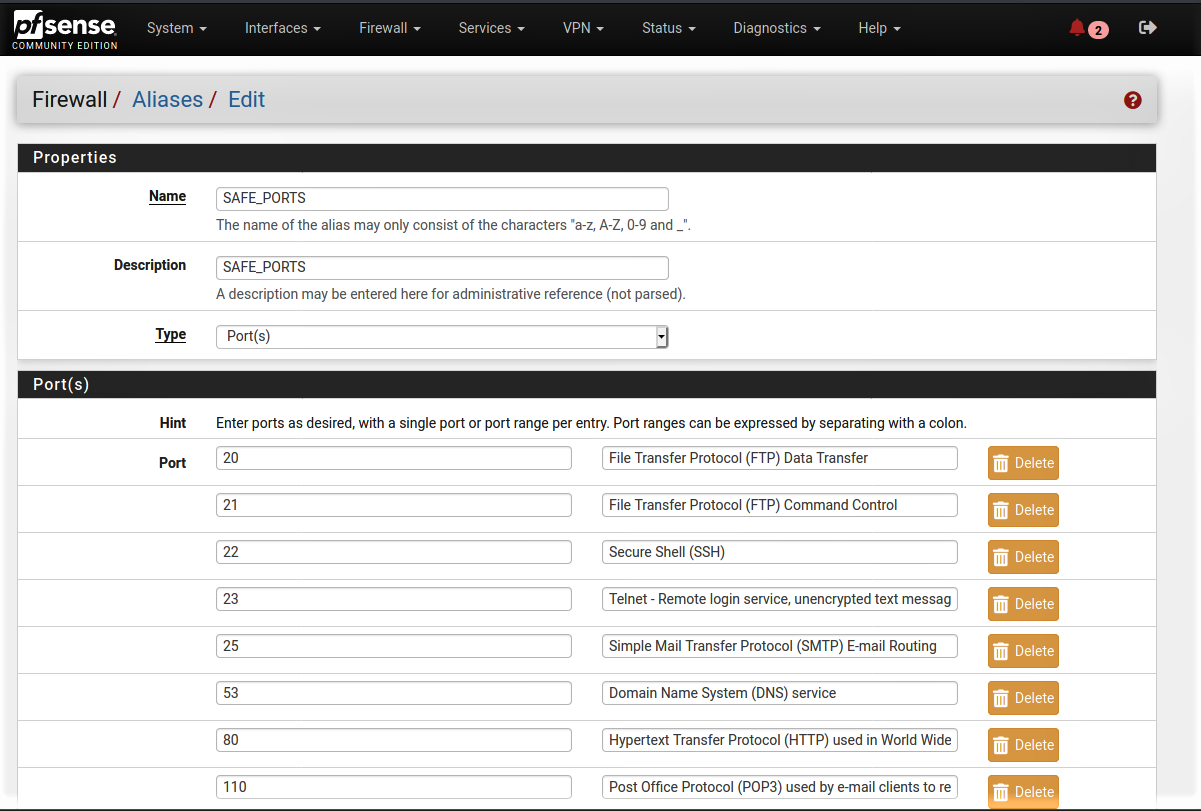 pfsense
COMMUNITY EDITION
System Interfaces Firewall Services VPN Status Diagnostics Help 2
Firewall / Aliases / Edit
Properties
Name SAFE_PORTS
The name of the alias may only consist of the characters "a-z, A-Z, 0-9 and _".
Description SAFE_PORTS
A description may be entered here for administrative reference (not parsed).
Type Port(s)
Port(s)
Hint Enter ports as desired, with a single port or port range per entry. Port ranges can be expressed by separating with a colon.
Port 20 File Transfer Protocol (FTP) Data Transfer Delete
21 File Transfer Protocol (FTP) Command Control Delete
22 Secure Shell (SSH) Delete
23 Telnet - Remote login service, unencrypted text messag Delete
25 Simple Mail Transfer Protocol (SMTP) E-mail Routing Delete
53 Domain Name System (DNS) service Delete
80 Hypertext Transfer Protocol (HTTP) used in World Wide Delete
110 Post Office Protocol (POP3) used by e-mail clients to re Delete